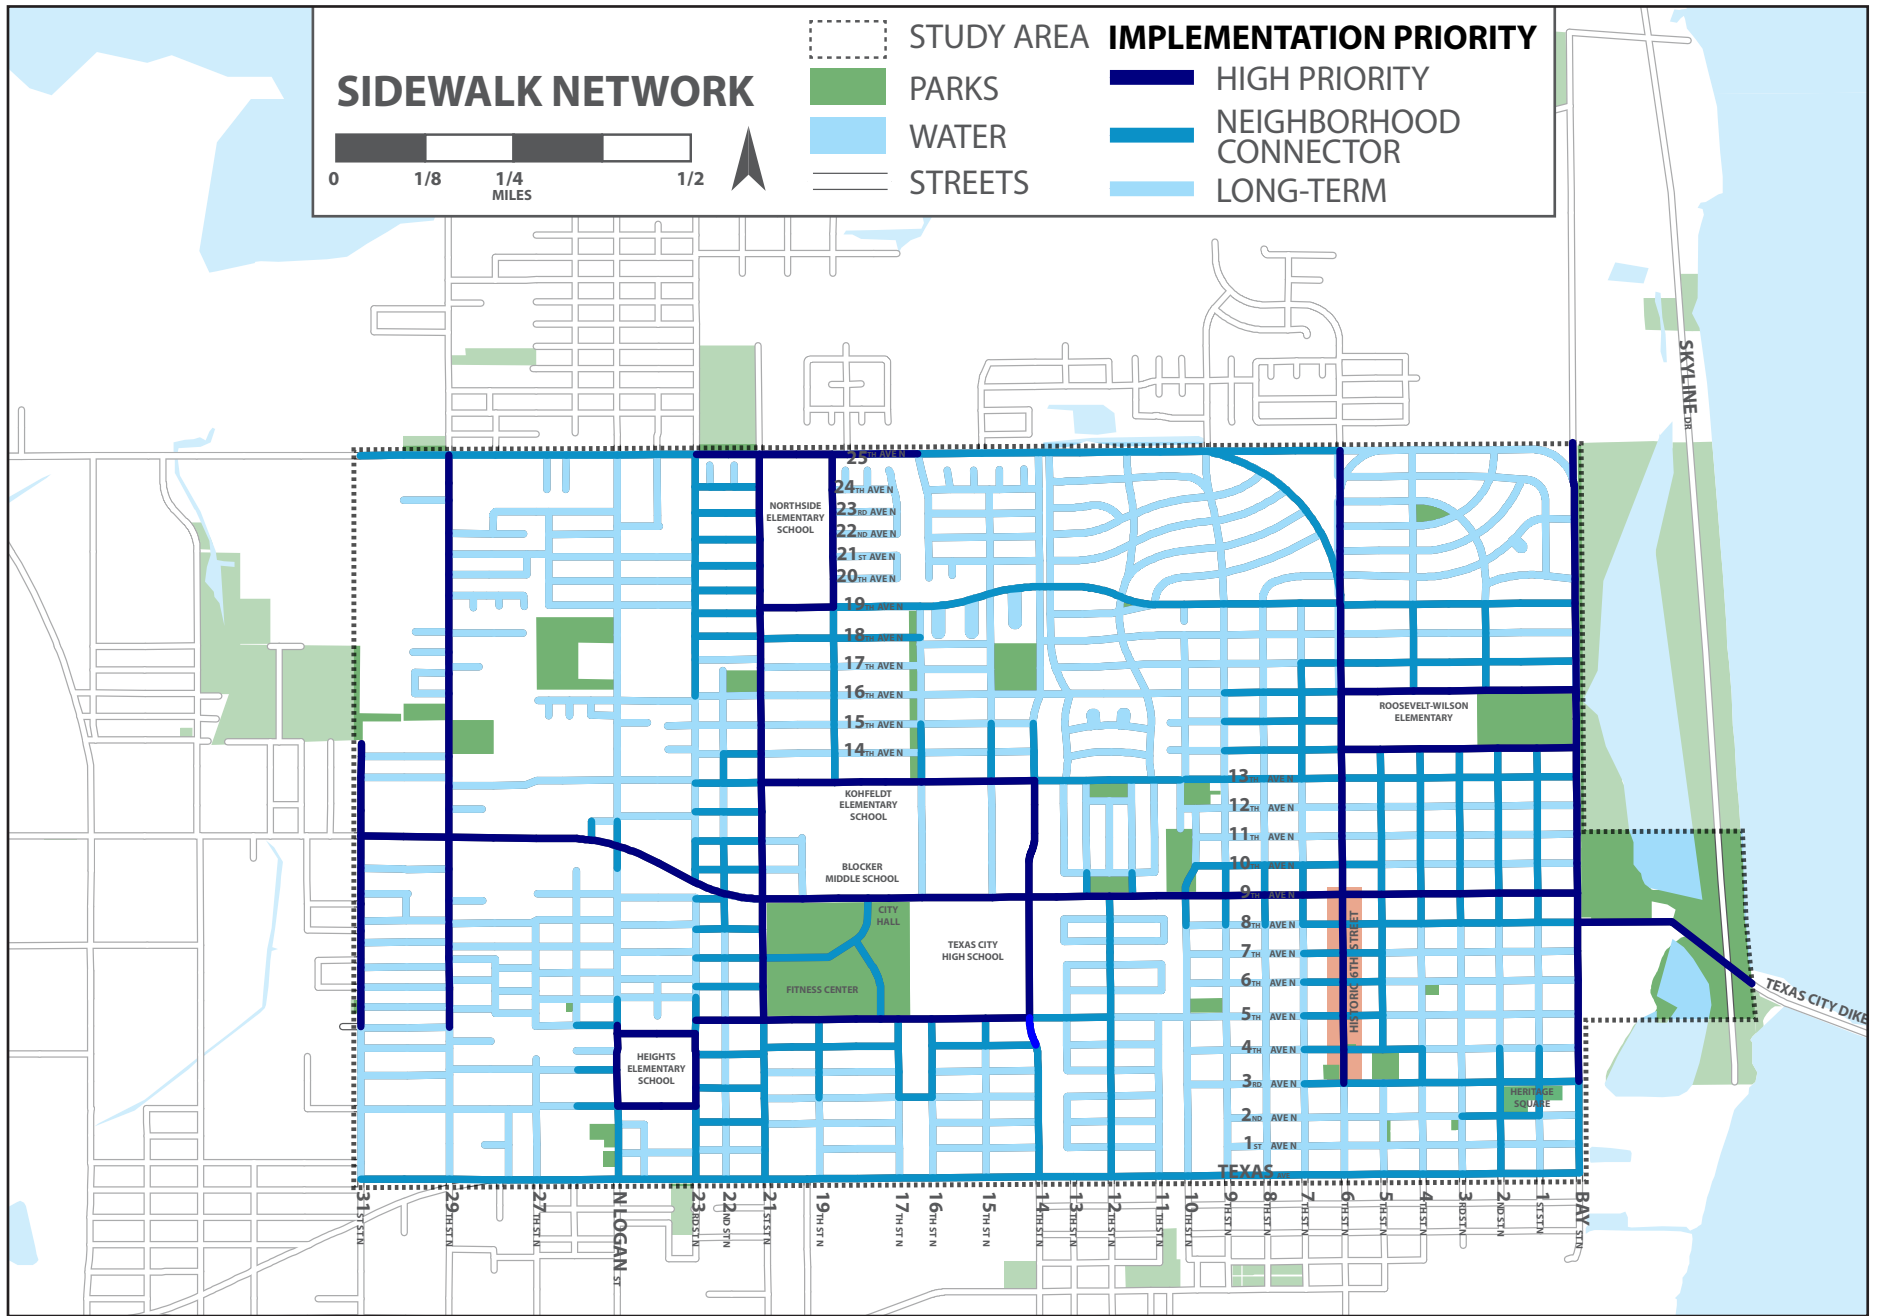 SIDEWALK NETWORK
0 1/8 1/4 1/2
MILES
STUDY AREA
PARKS
WATER
STREETS
IMPLEMENTATION PRIORITY
HIGH PRIORITY
NEIGHBORHOOD
CONNECTOR
LONG-TERM
SKYLINE DR
25TH AVE N
24TH AVE N
23RD AVE N
22ND AVE N
21ST AVE N
20TH AVE N
19TH AVE N
18TH AVE N
17TH AVE N
16TH AVE N
15TH AVE N
14TH AVE N
NORTHSIDE
ELEMENTARY
SCHOOL
ROOSEVELT-WILSON
ELEMENTARY
KOHFELDT
ELEMENTARY
SCHOOL
BLOCKER
MIDDLE SCHOOL
CITY
HALL
TEXAS CITY
HIGH SCHOOL
FITNESS CENTER
HEIGHTS
ELEMENTARY
SCHOOL
13TH AVE N
12TH AVE N
11TH AVE N
10TH AVE N
9TH AVE N
8TH AVE N
7TH AVE N
6TH AVE N
5TH AVE N
4TH AVE N
3RD AVE N
2ND AVE N
1ST AVE N
TEXAS AVE
HISTORIC 6TH STREET
HERITAGE
SQUARE
TEXAS CITY DIKE
31ST ST N
29TH ST N
27TH ST N
N LOGAN ST
23RD ST N
22ND ST N
21ST ST N
19TH ST N
17TH ST N
16TH ST N
15TH ST N
14TH ST N
13TH ST N
12TH ST N
11TH ST N
10TH ST N
9TH ST N
8TH ST N
7TH ST N
6TH ST N
5TH ST N
4TH ST N
3RD ST N
2ND ST N
1ST ST N
BAY ST N